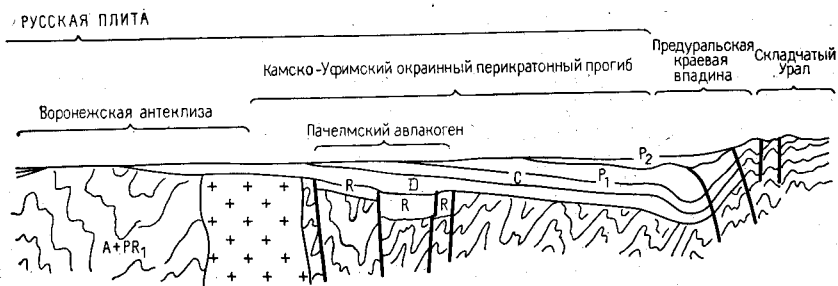 РУССКАЯ ПЛИТА
Предуральская
краевая
впадина
Складчатый
Урал
Камско-Уфимский окраинный перикратонный прогиб
Воронежская антеклиза
Пачелмский авлакоген
P₂
R
D
C
P₁
R
R
A+PR₁